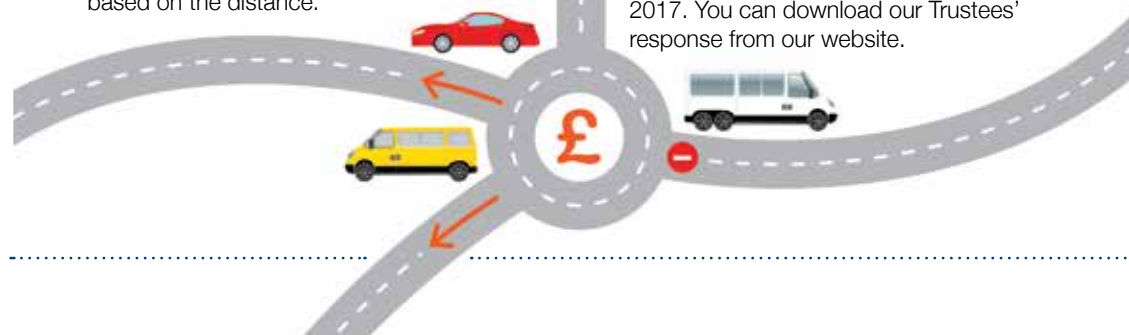 based on the distance.
2017. You can download our Trustees’
response from our website.
£